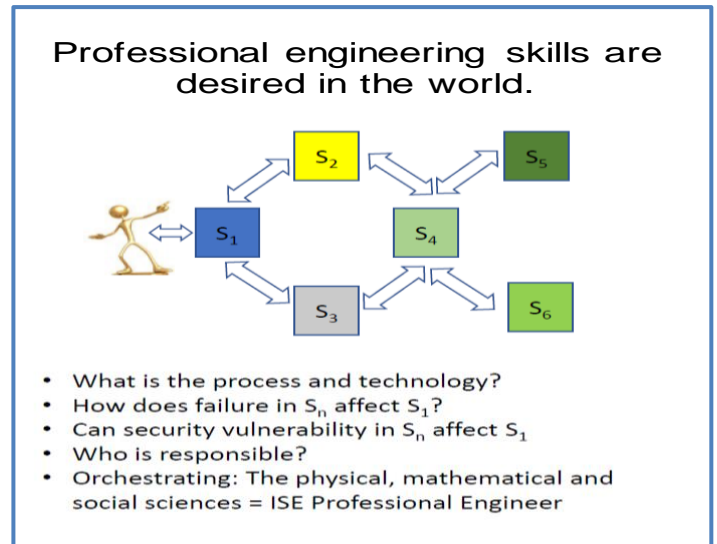 Professional engineering skills are
desired in the world.
S₂
S₅
S₁
S₄
S₃
S₆
• What is the process and technology?
• How does failure in Sₙ affect S₁?
• Can security vulnerability in Sₙ affect S₁
• Who is responsible?
• Orchestrating: The physical, mathematical and
social sciences = ISE Professional Engineer